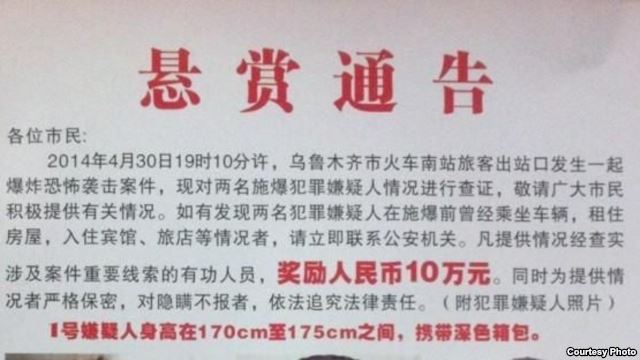 悬赏通告
各位市民:
2014年4月30日19时10分许，乌鲁木齐市火车南站旅客出站口发生一起
爆炸恐怖袭击案件，现对两名施爆犯罪嫌疑人情况进行查证，敬请广大市民
积极提供有关情况。如有发现两名犯罪嫌疑人在施爆前曾经乘坐车辆，租住
房屋，入住宾馆、旅店等情况者，请立即联系公安机关。凡提供情况经查实
涉及案件重要线索的有功人员，奖励人民币10万元。同时为提供情
况者严格保密，对隐瞒不报者，依法追究法律责任。（附犯罪嫌疑人照片）
1号嫌疑人身高在170cm至175cm之间，携带深色箱包。
Courtesy Photo